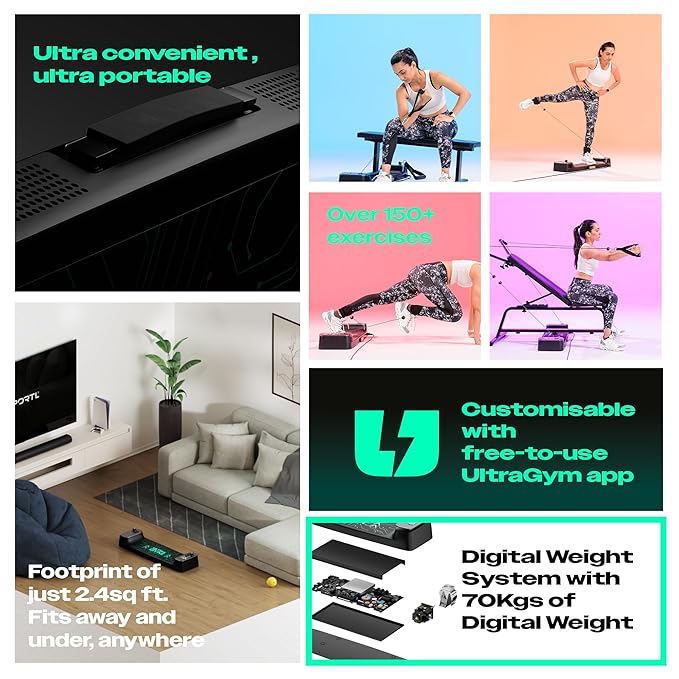 Ultra convenient,
ultra portable
Over 150+
exercises
PORTL
Footprint of
just 2.4sq ft.
Fits away and
under, anywhere
Customisable
with
free-to-use
UltraGym app
Digital Weight
System with
70Kgs of
Digital Weight